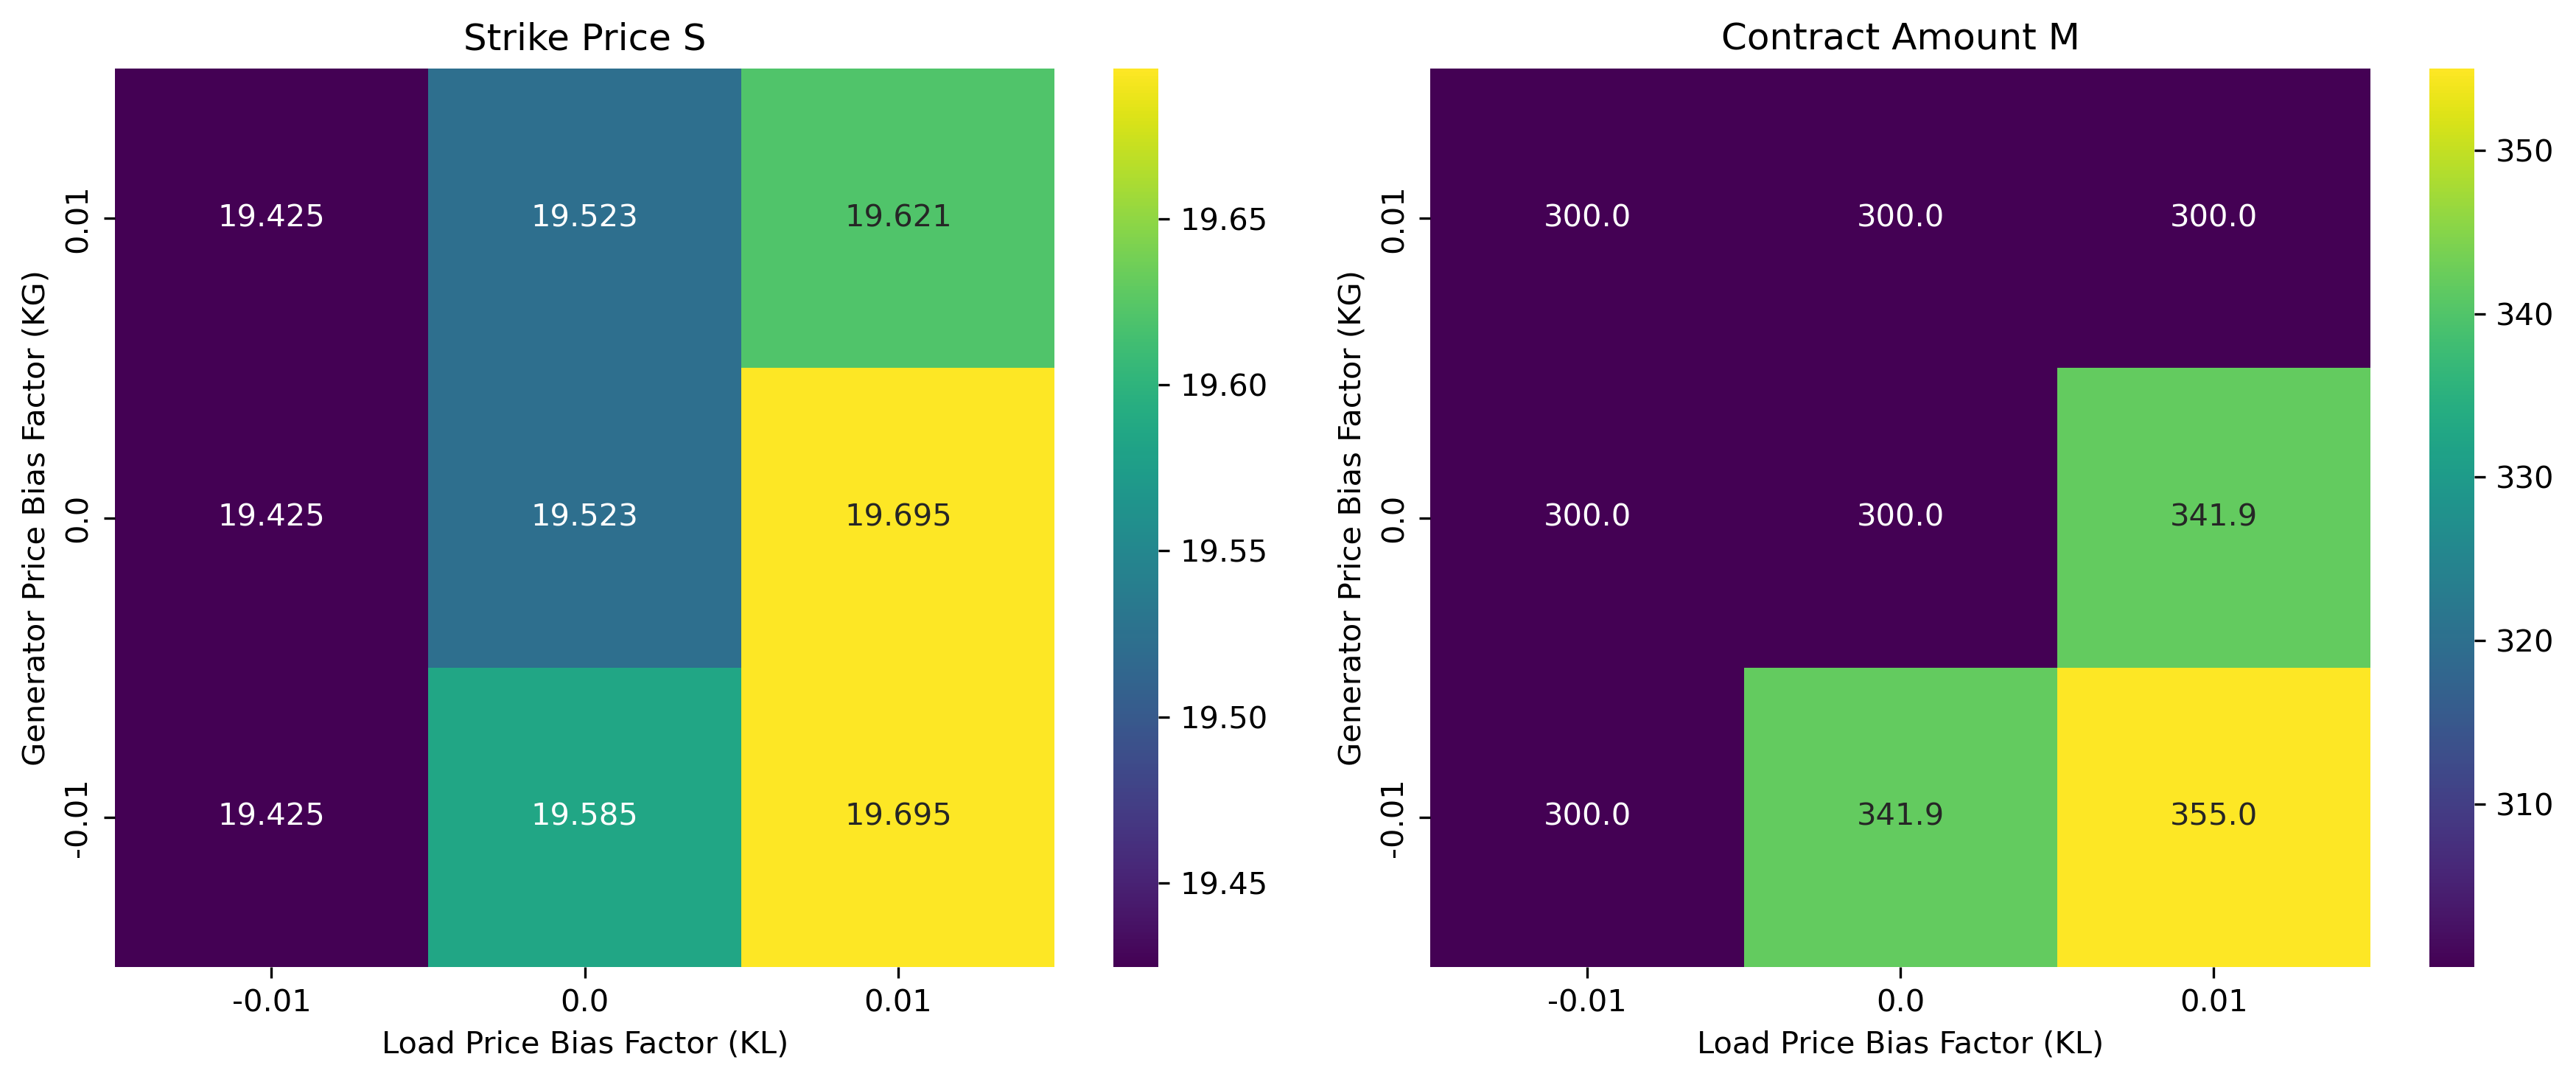 Strike Price S
Generator Price Bias Factor (KG)
0.01
0.0
-0.01
19.425 19.523 19.621
19.425 19.523 19.695
19.425 19.585 19.695
-0.01 0.0 0.01
Load Price Bias Factor (KL)
19.65
19.60
19.55
19.50
19.45
Contract Amount M
Generator Price Bias Factor (KG)
0.01
0.0
-0.01
300.0 300.0 300.0
300.0 300.0 341.9
300.0 341.9 355.0
-0.01 0.0 0.01
Load Price Bias Factor (KL)
350
340
330
320
310